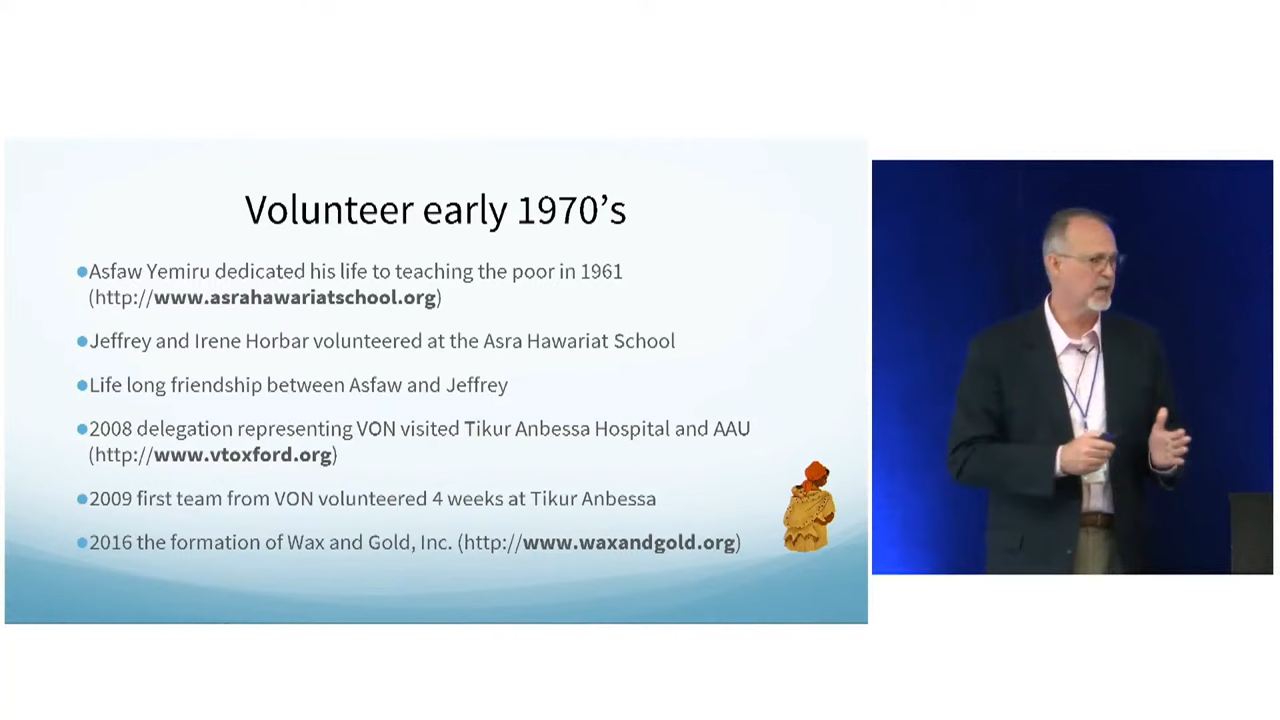 Volunteer early 1970’s
•Asfaw Yemiru dedicated his life to teaching the poor in 1961
(http://www.asrahawariatschool.org)
•Jeffrey and Irene Horbar volunteered at the Asra Hawariat School
•Life long friendship between Asfaw and Jeffrey
•2008 delegation representing VON visited Tikur Anbessa Hospital and AAU
(http://www.vtoxford.org)
•2009 first team from VON volunteered 4 weeks at Tikur Anbessa
•2016 the formation of Wax and Gold, Inc. (http://www.waxandgold.org)